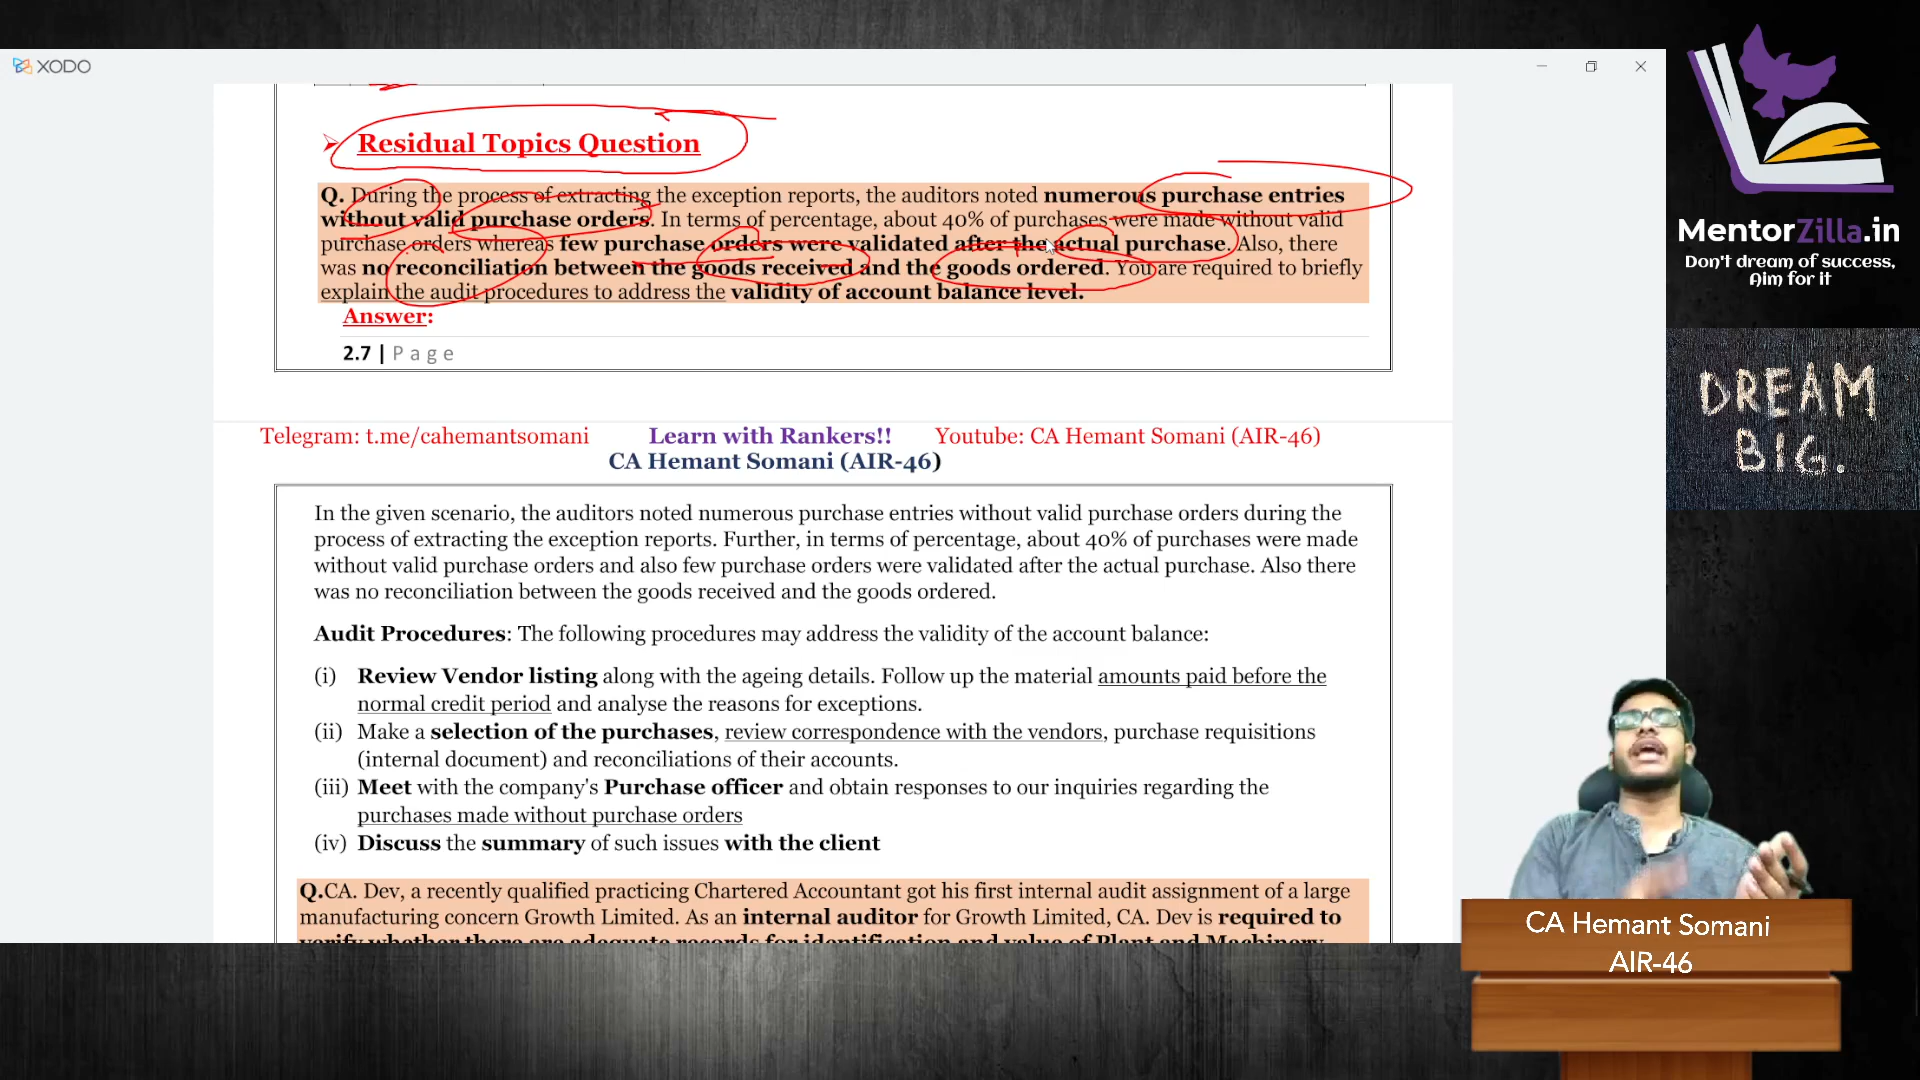 XODO
Residual Topics Question
Q. During the process of extracting the exception reports, the auditors noted numerous purchase entries
without valid purchase orders. In terms of percentage, about 40% of purchases were made without valid
purchase orders whereas few purchase orders were validated after the actual purchase. Also, there
was no reconciliation between the goods received and the goods ordered. You are required to briefly
explain the audit procedures to address the validity of account balance level.
Answer:
2.7 | Page
Telegram: t.me/cahemantsomani Learn with Rankers!! Youtube: CA Hemant Somani (AIR-46)
CA Hemant Somani (AIR-46)
In the given scenario, the auditors noted numerous purchase entries without valid purchase orders during the
process of extracting the exception reports. Further, in terms of percentage, about 40% of purchases were made
without valid purchase orders and also few purchase orders were validated after the actual purchase. Also there
was no reconciliation between the goods received and the goods ordered.
Audit Procedures: The following procedures may address the validity of the account balance:
(i) Review Vendor listing along with the ageing details. Follow up the material amounts paid before the
normal credit period and analyse the reasons for exceptions.
(ii) Make a selection of the purchases, review correspondence with the vendors, purchase requisitions
(internal document) and reconciliations of their accounts.
(iii) Meet with the company's Purchase officer and obtain responses to our inquiries regarding the
purchases made without purchase orders
(iv) Discuss the summary of such issues with the client
Q.CA. Dev, a recently qualified practicing Chartered Accountant got his first internal audit assignment of a large
manufacturing concern Growth Limited. As an internal auditor for Growth Limited, CA. Dev is required to
verify whether there are adequate records for identification and value of Plant and Machinery
MentorZilla.in
Don't dream of success,
Aim for it
DREAM
BIG.
CA Hemant Somani
AIR-46